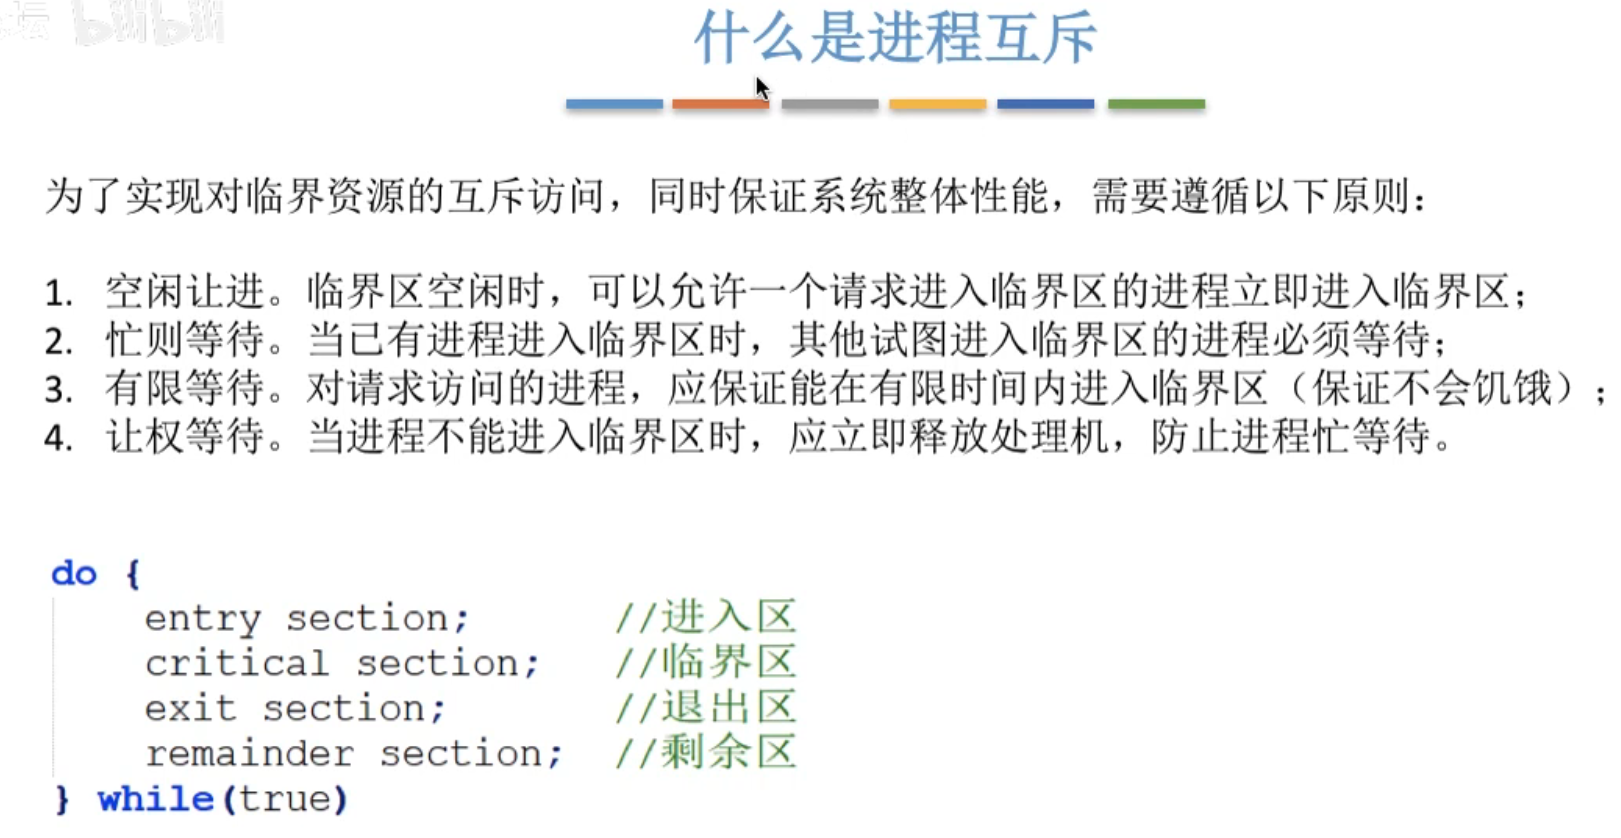 坛 bilibili
什么是进程互斥
为了实现对临界资源的互斥访问，同时保证系统整体性能，需要遵循以下原则：
1. 空闲让进。临界区空闲时，可以允许一个请求进入临界区的进程立即进入临界区；
2. 忙则等待。当已有进程进入临界区时，其他试图进入临界区的进程必须等待；
3. 有限等待。对请求访问的进程，应保证能在有限时间内进入临界区（保证不会饥饿）；
4. 让权等待。当进程不能进入临界区时，应立即释放处理机，防止进程忙等待。
do {
entry section; //进入区
critical section; //临界区
exit section; //退出区
remainder section; //剩余区
} while(true)